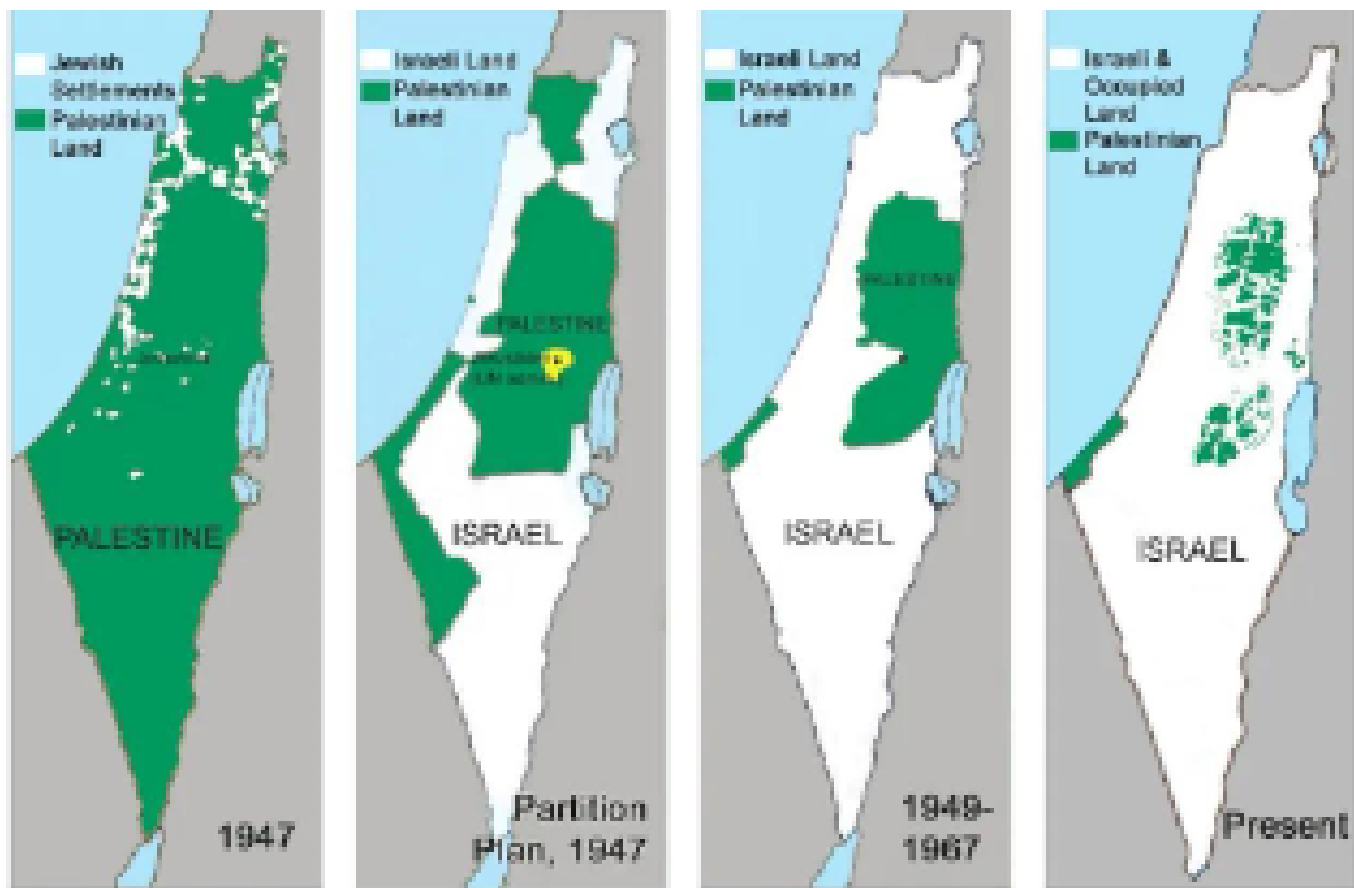 Jewish
Settlements
Palestinian
Land
PALESTINE
1947
Israeli Land
Palestinian
Land
PALESTINE
ISRAEL
Partition
Plan, 1947
Israeli Land
Palestinian
Land
PALESTINE
ISRAEL
1949-
1967
Israeli &
Occupied
Land
Palestinian
Land
ISRAEL
Present